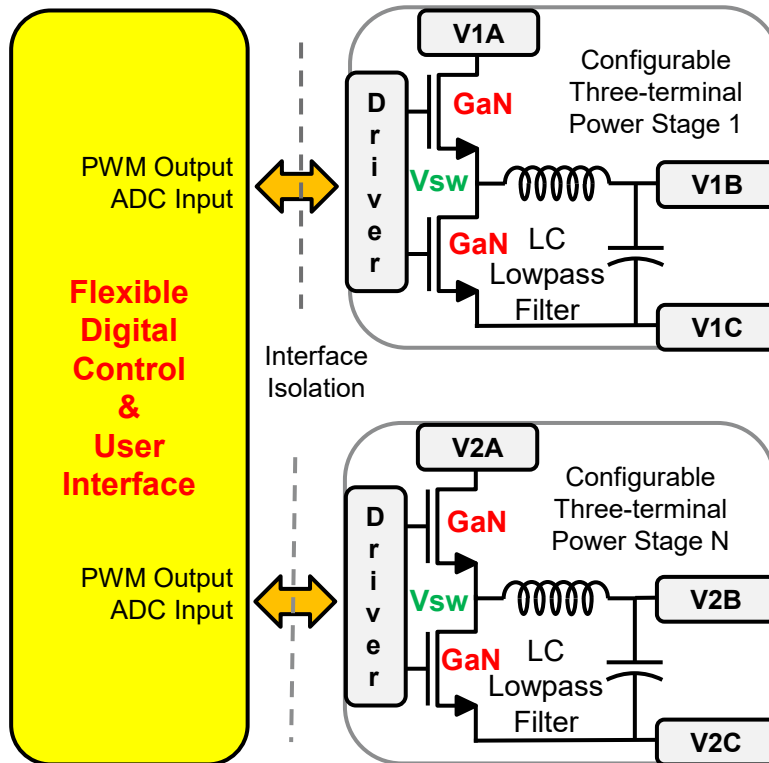 PWM Output
ADC Input
Flexible
Digital
Control
&
User
Interface
PWM Output
ADC Input
Interface
Isolation
V1A
Configurable
Three-terminal
Power Stage 1
Driver
GaN
Vsw
GaN
LC
Lowpass
Filter
V1B
V1C
V2A
Configurable
Three-terminal
Power Stage N
Driver
GaN
Vsw
GaN
LC
Lowpass
Filter
V2B
V2C